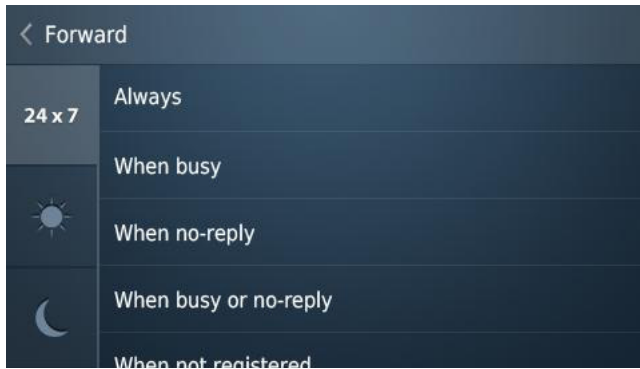 Forward
24 x 7
Always
When busy
When no-reply
When busy or no-reply
When not registered